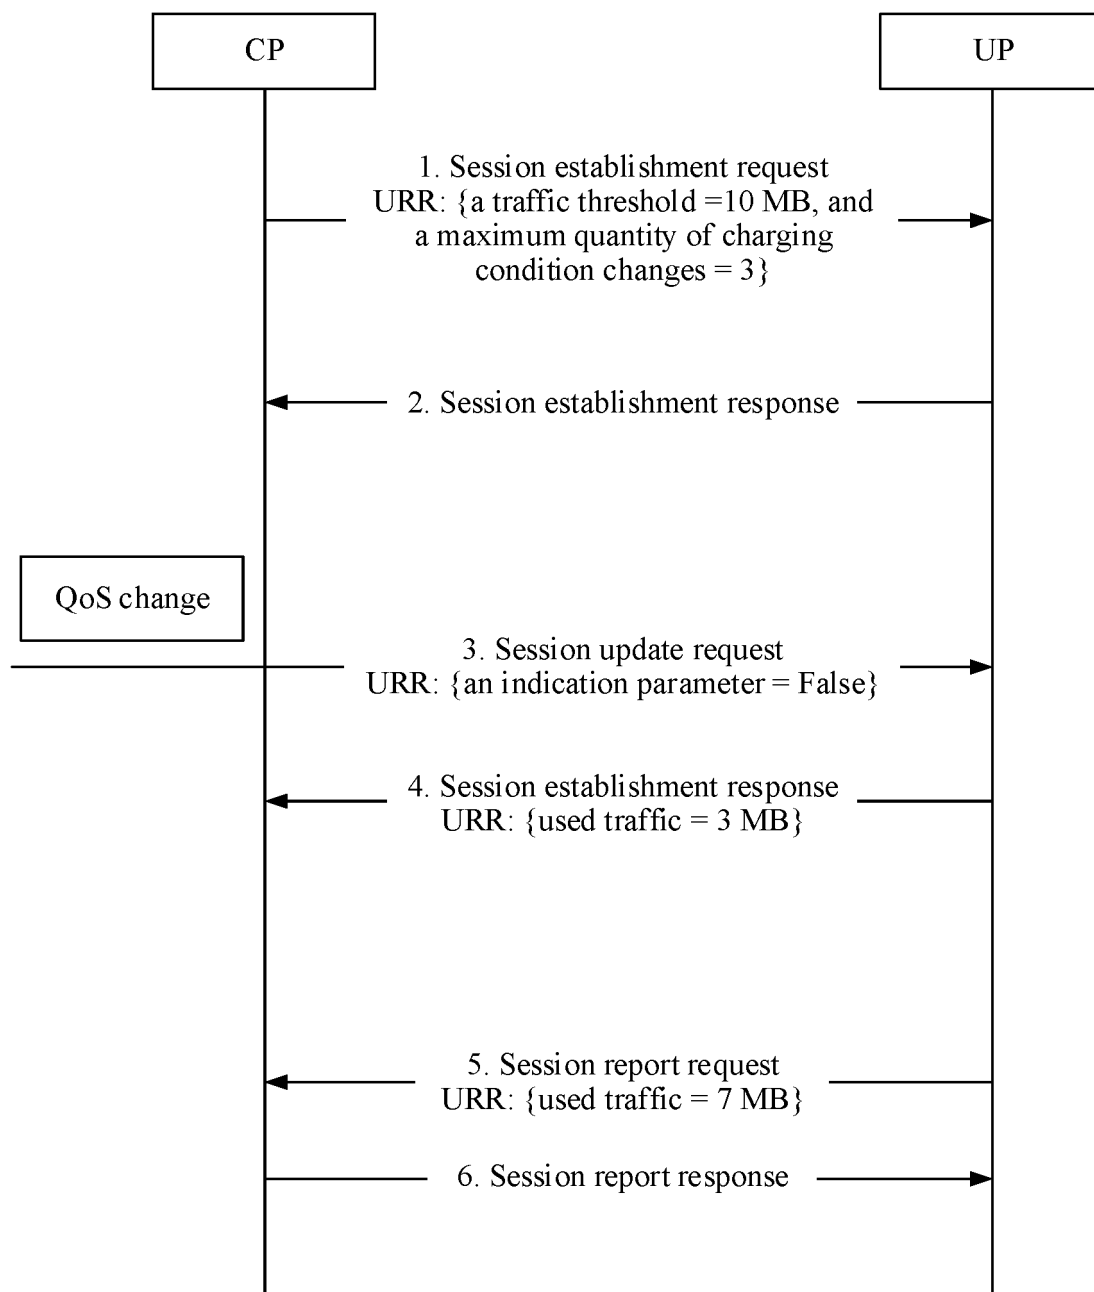 CP
UP
1. Session establishment request
URR: {a traffic threshold =10 MB, and
a maximum quantity of charging
condition changes = 3}
2. Session establishment response
QoS change
3. Session update request
URR: {an indication parameter = False}
4. Session establishment response
URR: {used traffic = 3 MB}
5. Session report request
URR: {used traffic = 7 MB}
6. Session report response